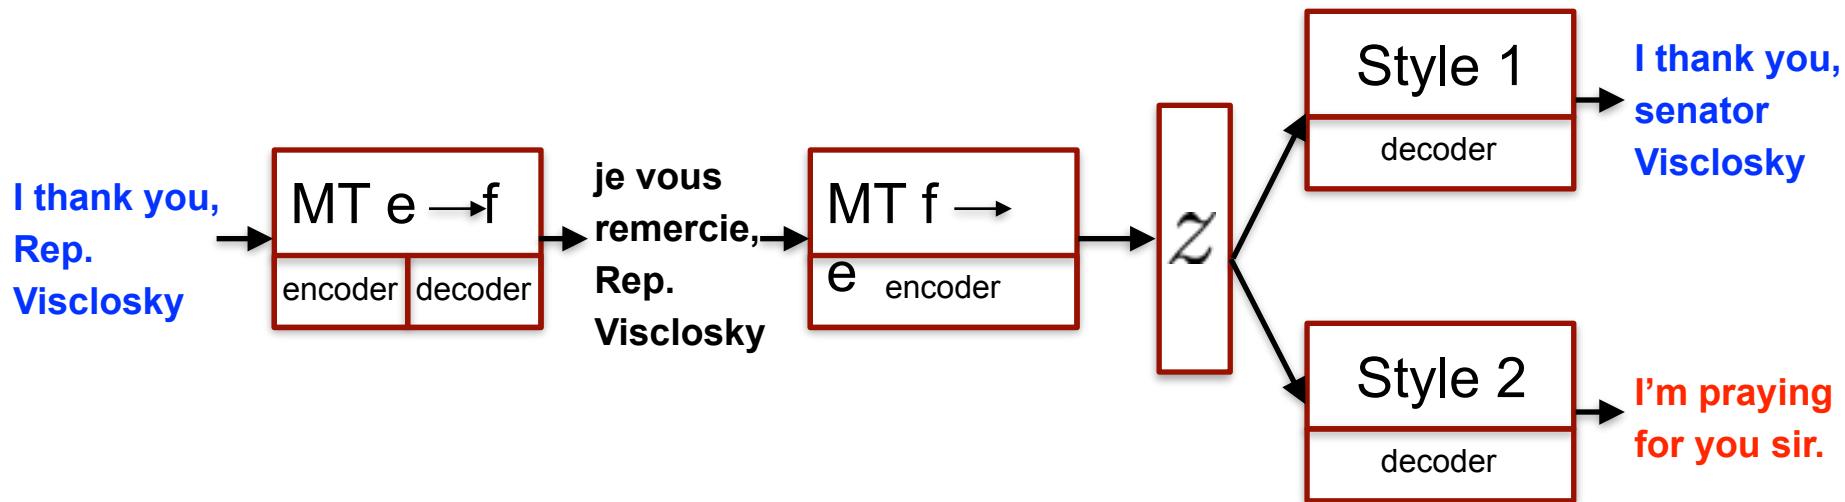 I thank you,
Rep.
Visclosky
MT e → f
encoder
decoder
je vous
remercie,
Rep.
Visclosky
MT f →
e
encoder
z
Style 1
decoder
I thank you,
senator
Visclosky
Style 2
decoder
I'm praying
for you sir.